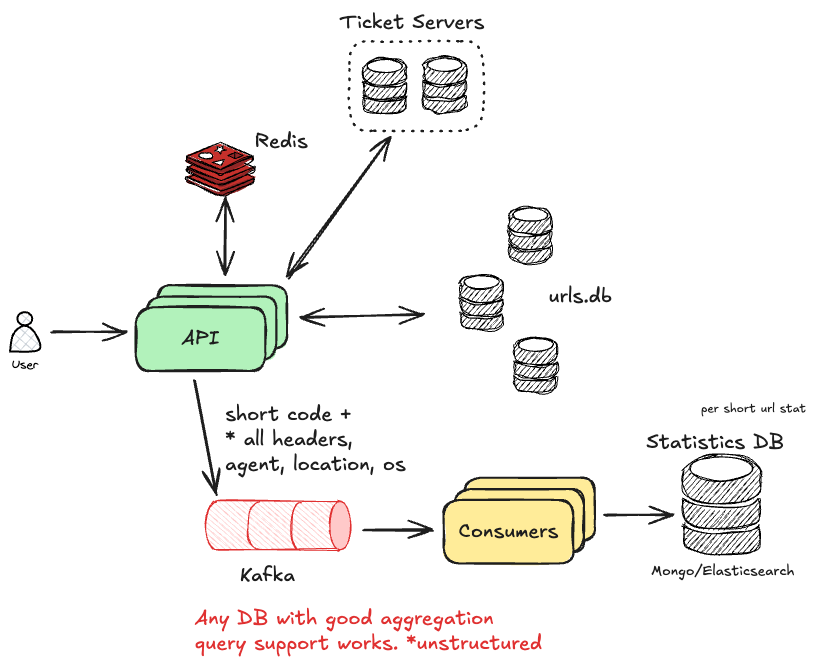 Ticket Servers
Redis
urls.db
API
User
short code +
* all headers,
agent, location, os
per short url stat
Statistics DB
Consumers
Mongo/Elasticsearch
Kafka
Any DB with good aggregation
query support works. *unstructured